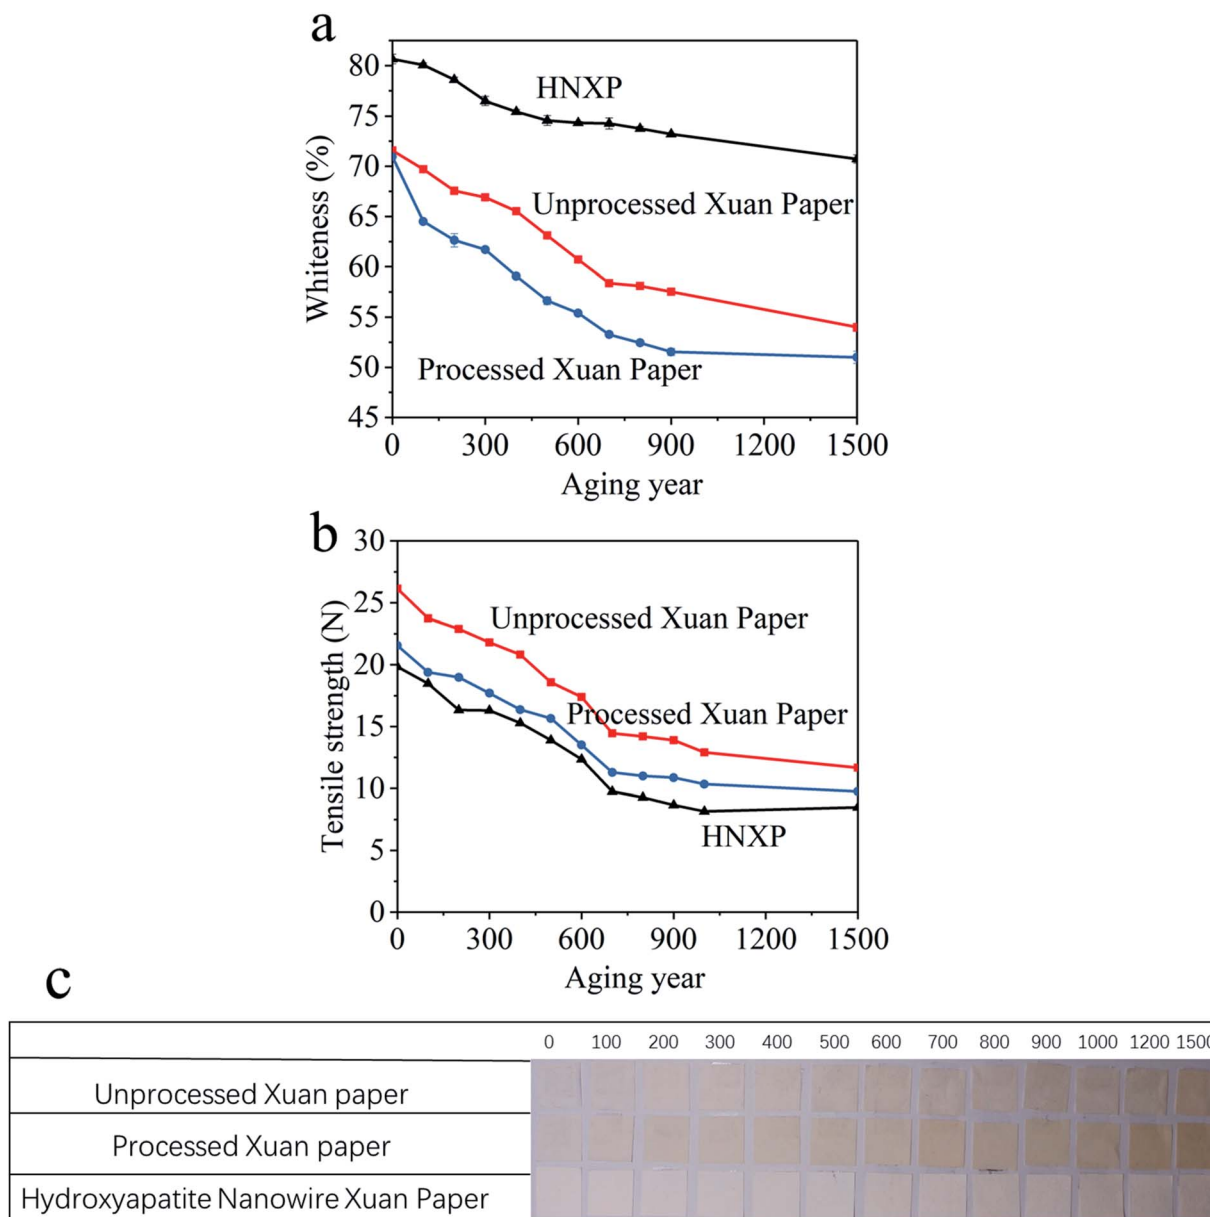 a
80
75
70
65
60
55
50
45
Whiteness (%)
HNXP
Unprocessed Xuan Paper
Processed Xuan Paper
0 300 600 900 1200 1500
Aging year
b
30
25
20
15
10
5
0
Tensile strength (N)
Unprocessed Xuan Paper
Processed Xuan Paper
HNXP
0 300 600 900 1200 1500
Aging year
c
0 100 200 300 400 500 600 700 800 900 1000 1200 1500
Unprocessed Xuan paper
Processed Xuan paper
Hydroxyapatite Nanowire Xuan Paper